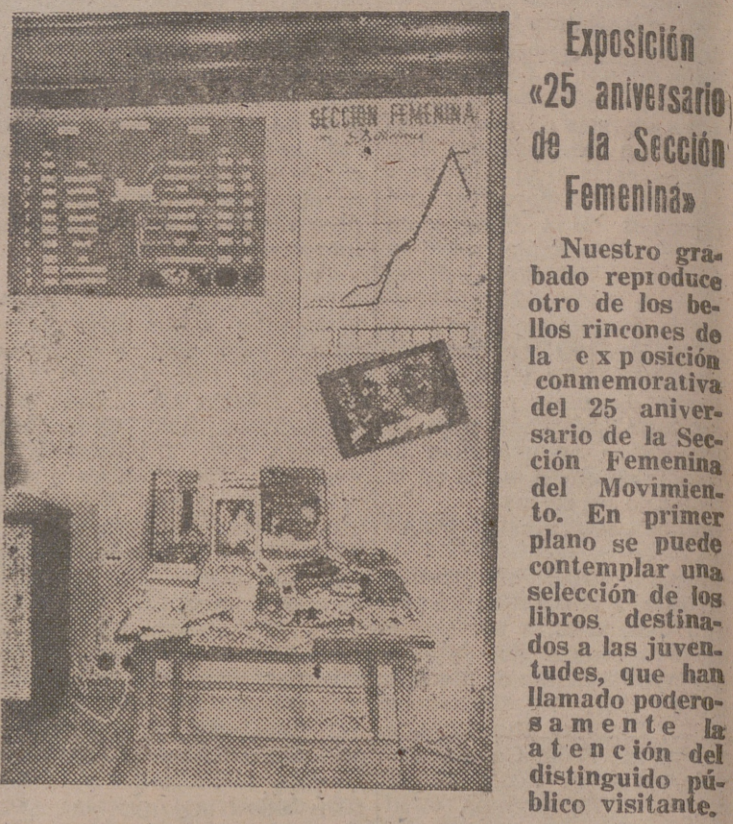 SECCION FEMENINA
Exposición
«25 aniversario
de la Sección
Femenina»
Nuestro gra-
bado reproduce
otro de los be-
llos rincones de
la exposición
conmemorativa
del 25 aniver-
sario de la Sec-
ción Femenina
del Movimien-
to. En primer
plano se puede
contemplar una
selección de los
libros destina-
dos a las juven-
tudes, que han
llamado podero-
samente la
atención del
distinguido pú-
blico visitante.